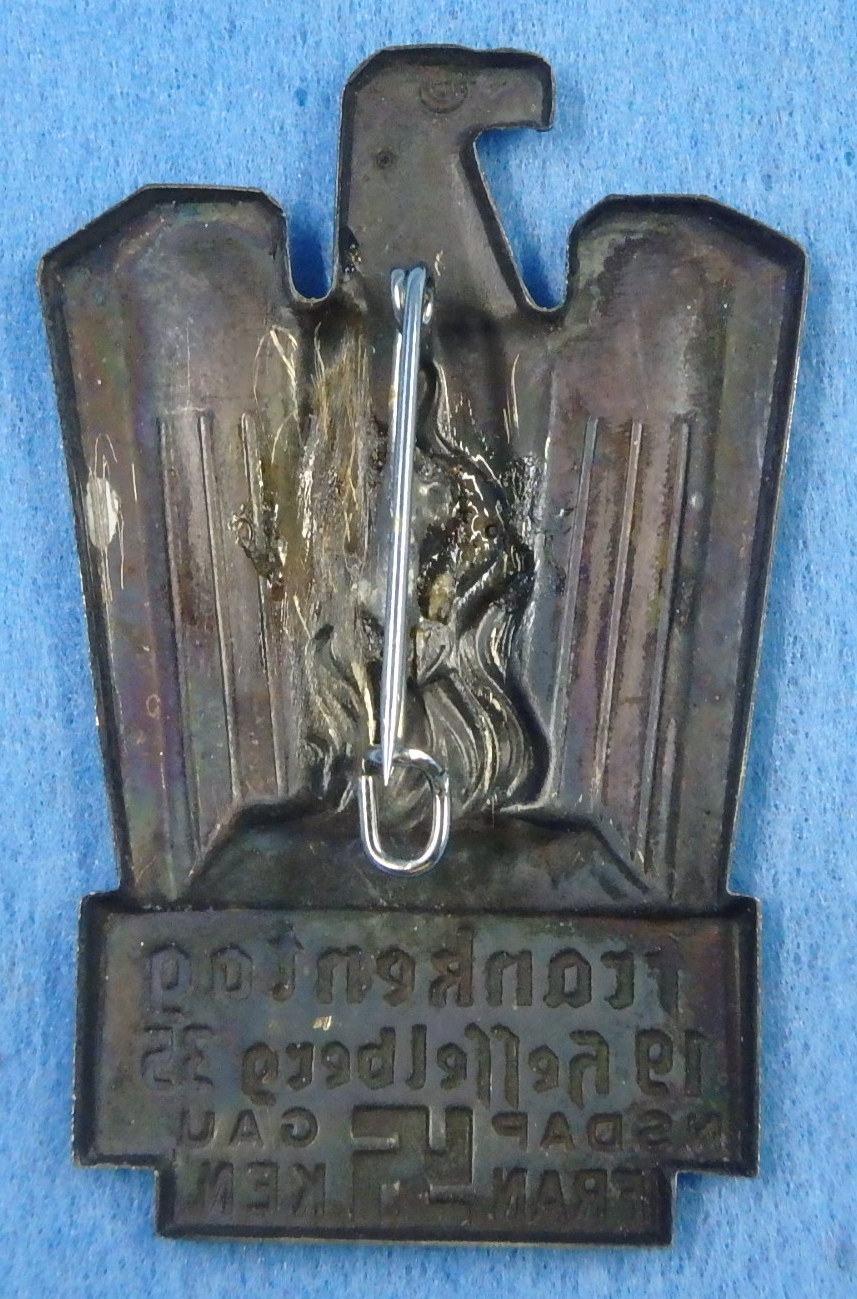 Frankentag
19 Hesselberg 35
NSDAP GAU
FRANKEN